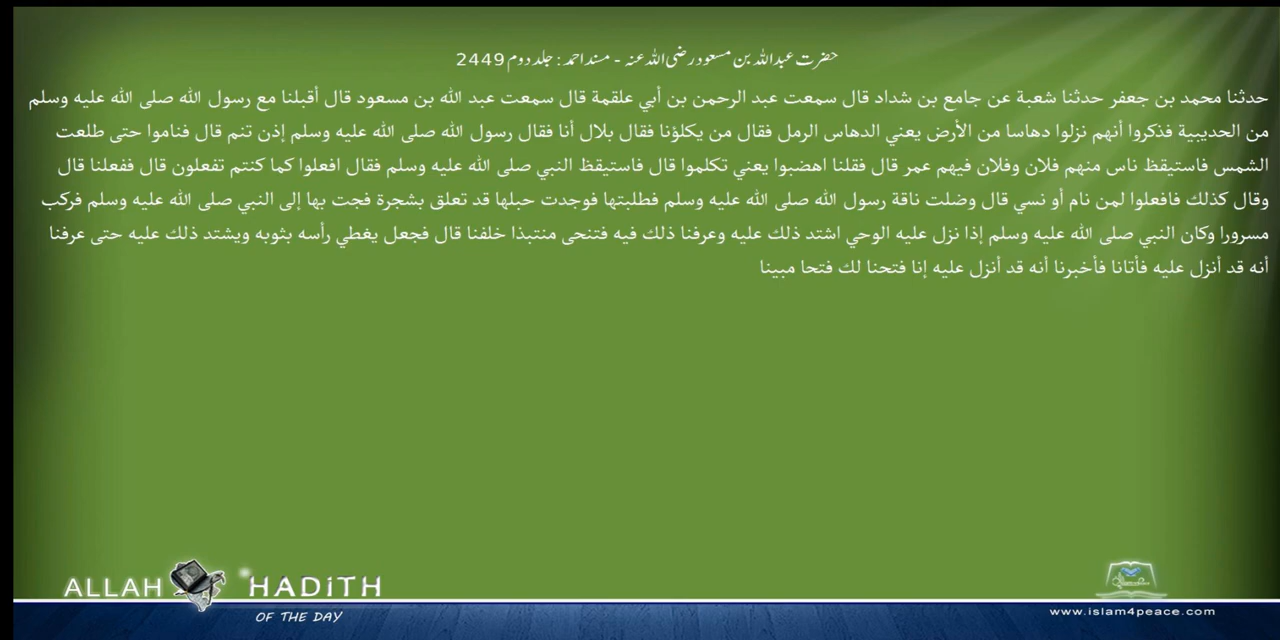 حضرت عبداللہ بن مسعود رضی اللہ عنہ - مسند احمد : جلد دوم 2449
حدثنا محمد بن جعفر حدثنا شعبة عن جامع بن شداد قال سمعت عبد الرحمن بن أبي علقمة قال سمعت عبد الله بن مسعود قال أقبلنا مع رسول الله صلى الله عليه وسلم
من الحديبية فذكروا أنهم نزلوا دهاسا من الأرض يعني الدهاس الرمل فقال من يكلؤنا فقال بلال أنا فقال رسول الله صلى الله عليه وسلم إذن تنم قال فناموا حتى طلعت
الشمس فاستيقظ ناس منهم فلان وفلان فيهم عمر قال فقلنا اهضبوا يعني تكلموا قال فاستيقظ النبي صلى الله عليه وسلم فقال افعلوا كما كنتم تفعلون قال ففعلنا قال
وقال كذلك فافعلوا لمن نام أو نسي قال وضلت ناقة رسول الله صلى الله عليه وسلم فطلبتها فوجدت حبلها قد تعلق بشجرة فجت بها إلى النبي صلى الله عليه وسلم فركب
مسرورا وكان النبي صلى الله عليه وسلم إذا نزل عليه الوحي اشتد ذلك عليه وعرفنا ذلك فيه فتنحى منتبذا خلفنا قال فجعل يغطي رأسه بثوبه ويشتد ذلك عليه حتى عرفنا
أنه قد أنزل عليه فأتانا فأخبرنا أنه قد أنزل عليه إنا فتحنا لك فتحا مبينا
ALLAH HADITH
OF THE DAY
www.islam4peace.com